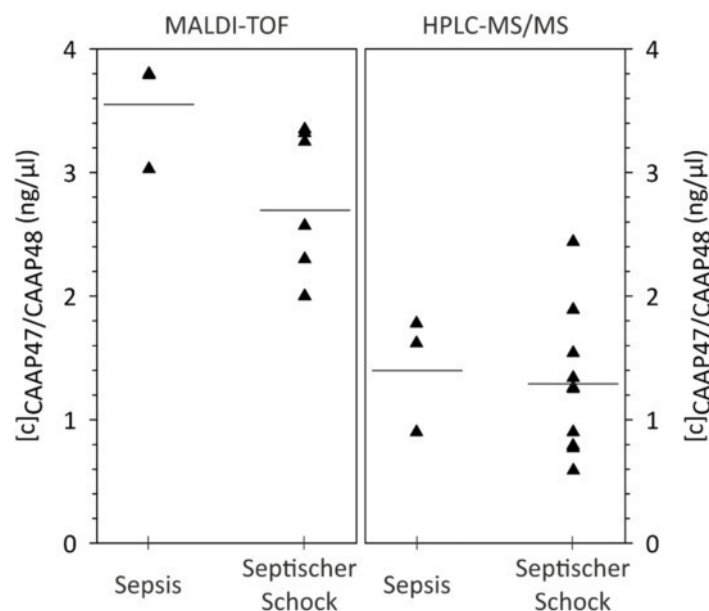 MALDI-TOF
HPLC-MS/MS
4
3
2
1
0
[c]CAAP47/CAAP48 (ng/µl)
4
3
2
1
0
[c]CAAP47/CAAP48 (ng/µl)
Sepsis
Septischer
Schock
Sepsis
Septischer
Schock